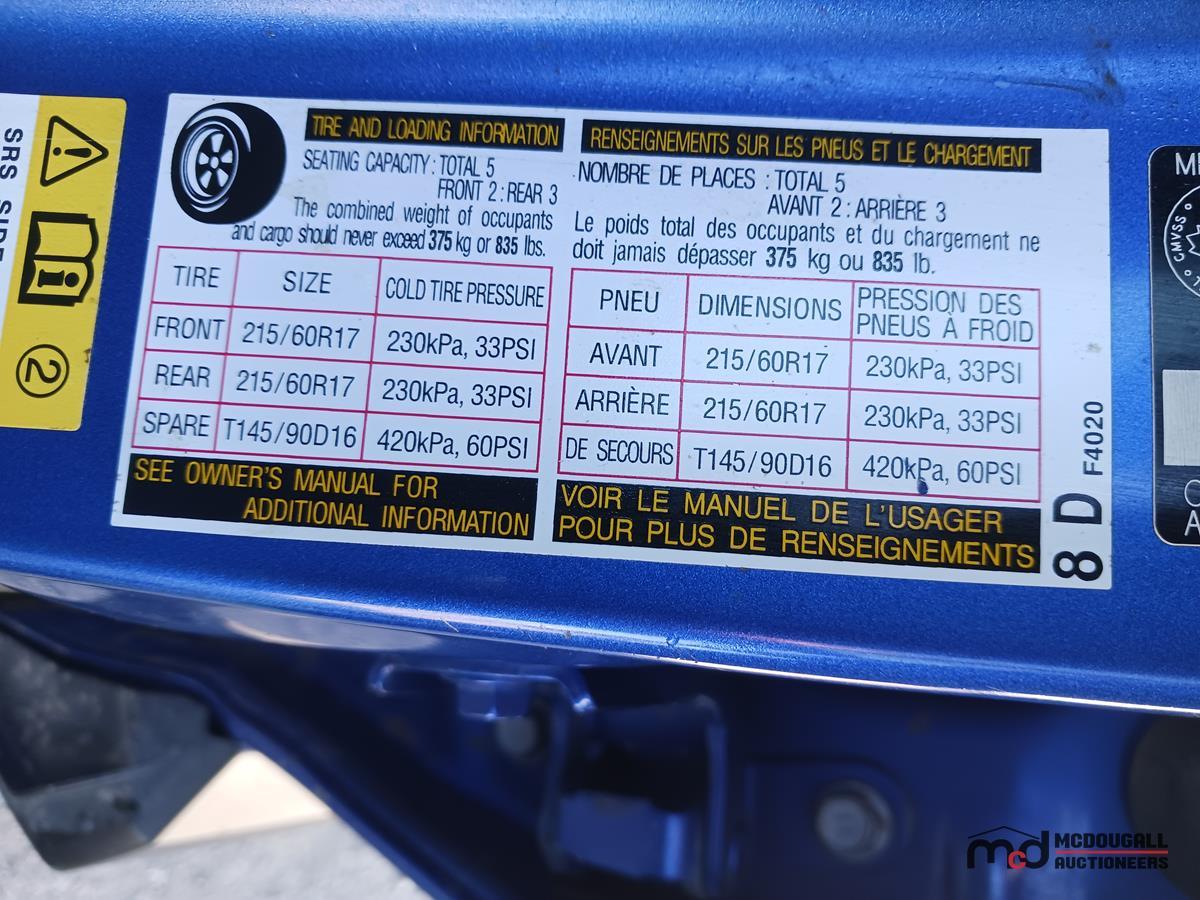 SRS SIDE
2
TIRE AND LOADING INFORMATION
SEATING CAPACITY : TOTAL 5
FRONT 2 : REAR 3
The combined weight of occupants
and cargo should never exceed 375 kg or 835 lbs.
TIRE SIZE COLD TIRE PRESSURE
FRONT 215/60R17 230kPa, 33PSI
REAR 215/60R17 230kPa, 33PSI
SPARE T145/90D16 420kPa, 60PSI
SEE OWNER'S MANUAL FOR
ADDITIONAL INFORMATION
RENSEIGNEMENTS SUR LES PNEUS ET LE CHARGEMENT
NOMBRE DE PLACES : TOTAL 5
AVANT 2 : ARRIÈRE 3
Le poids total des occupants et du chargement ne
doit jamais dépasser 375 kg ou 835 lb.
PNEU DIMENSIONS PRESSION DES
PNEUS À FROID
AVANT 215/60R17 230kPa, 33PSI
ARRIÈRE 215/60R17 230kPa, 33PSI
DE SECOURS T145/90D16 420kPa, 60PSI
VOIR LE MANUEL DE L'USAGER
POUR PLUS DE RENSEIGNEMENTS
8 D F4020
CMVSS
mcd MCDOUGALL
AUCTIONEERS